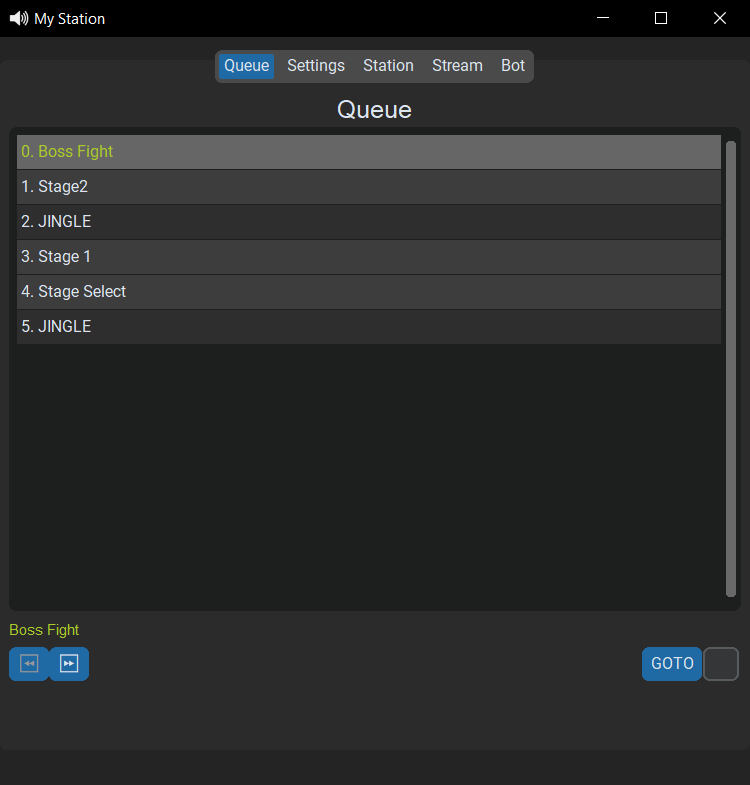 My Station
Queue Settings Station Stream Bot
Queue
0. Boss Fight
1. Stage2
2. JINGLE
3. Stage 1
4. Stage Select
5. JINGLE
Boss Fight
GOTO